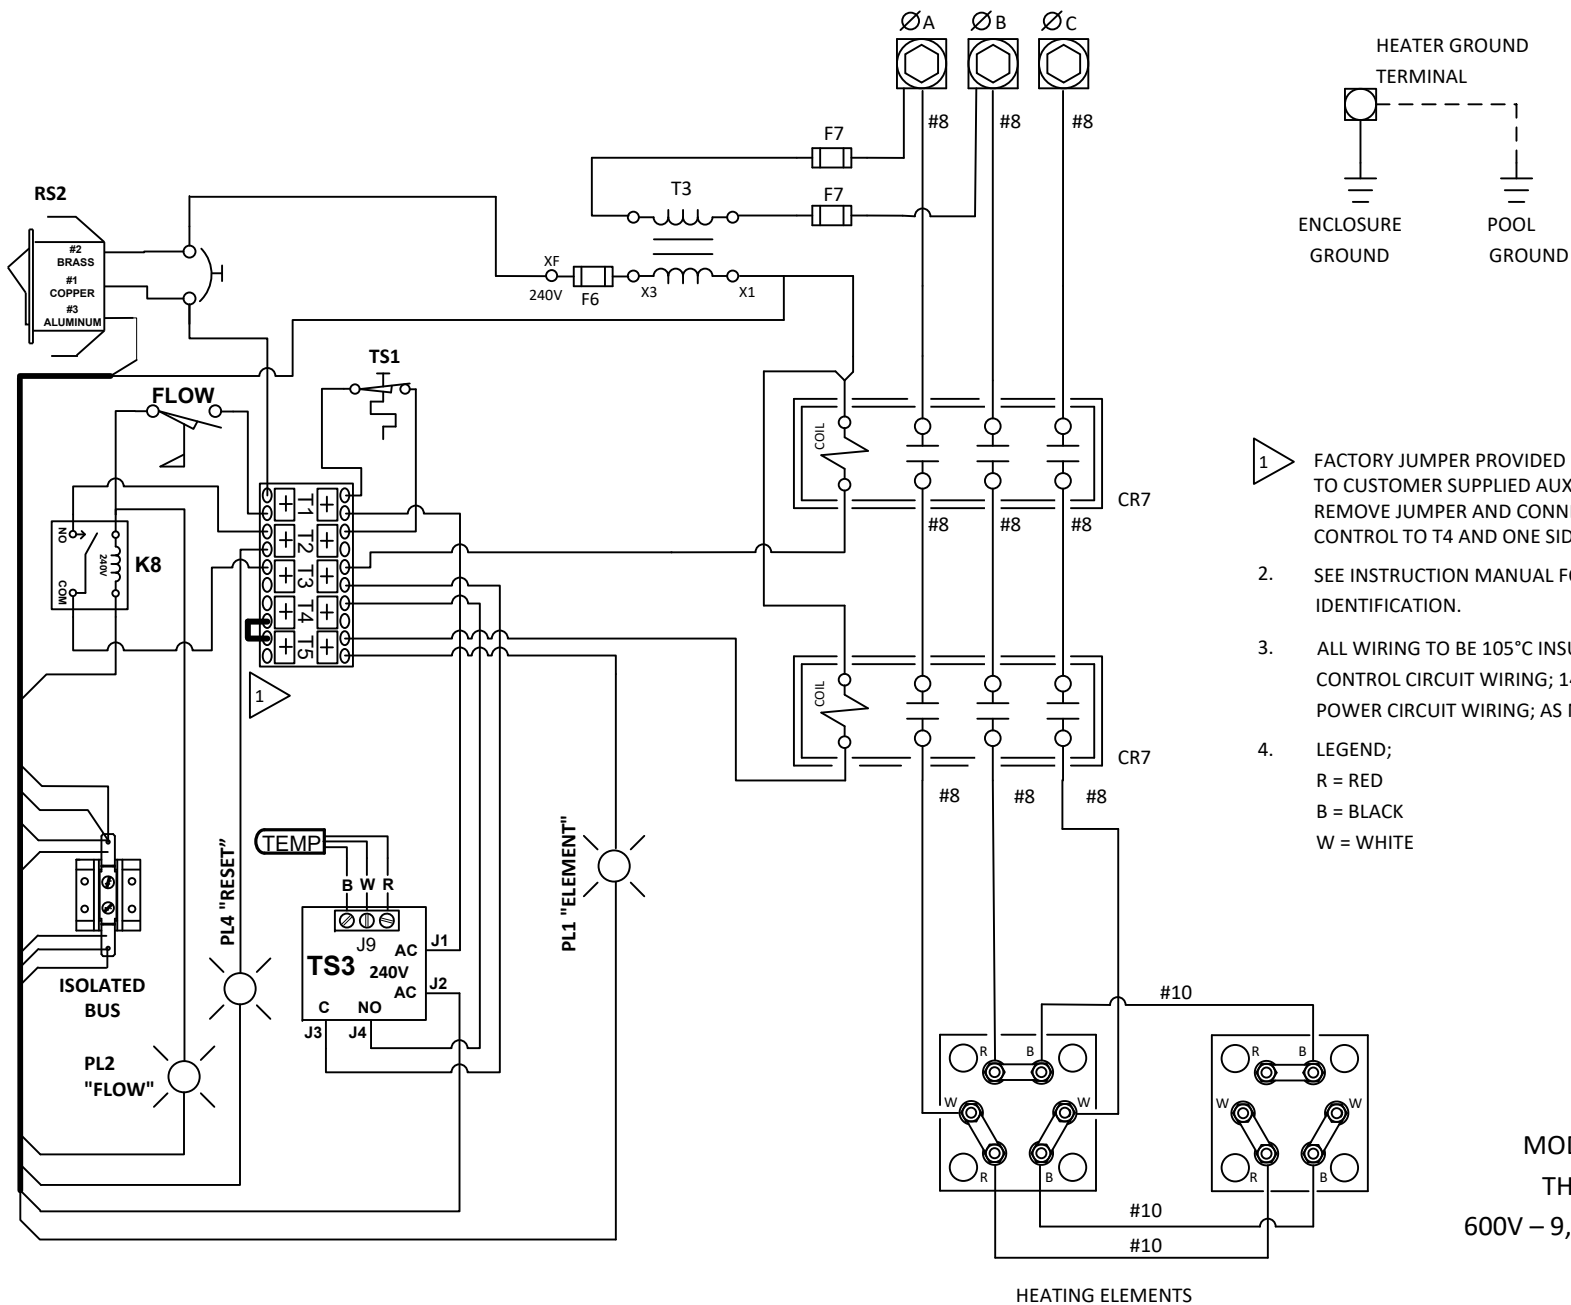 ØA
ØB
ØC
#8 #8 #8
HEATER GROUND
TERMINAL
ENCLOSURE
GROUND
POOL
GROUND
F7
F7
T3
XF
240V
F6
X3
X1
RS2
#2
BRASS
#1
COPPER
#3
ALUMINUM
TS1
FLOW
T1
T2
T3
T4
T5
NO
240V
COM
K8
1
COIL
CR7
#8 #8 #8
COIL
CR7
#8 #8 #8
1 FACTORY JUMPER PROVIDED
TO CUSTOMER SUPPLIED AUX
REMOVE JUMPER AND CONN
CONTROL TO T4 AND ONE SID
2. SEE INSTRUCTION MANUAL FO
IDENTIFICATION.
3. ALL WIRING TO BE 105°C INSU
CONTROL CIRCUIT WIRING; 14
POWER CIRCUIT WIRING; AS
4. LEGEND;
R = RED
B = BLACK
W = WHITE
TEMP
B W R
J9
TS3
240V
AC
AC
J1
J2
C NO
J3 J4
PL4 "RESET"
PL1 "ELEMENT"
ISOLATED
BUS
PL2
"FLOW"
#10
R B
W W
R B
R B
W W
R B
#10
#10
HEATING ELEMENTS
MOD
TH
600V – 9,